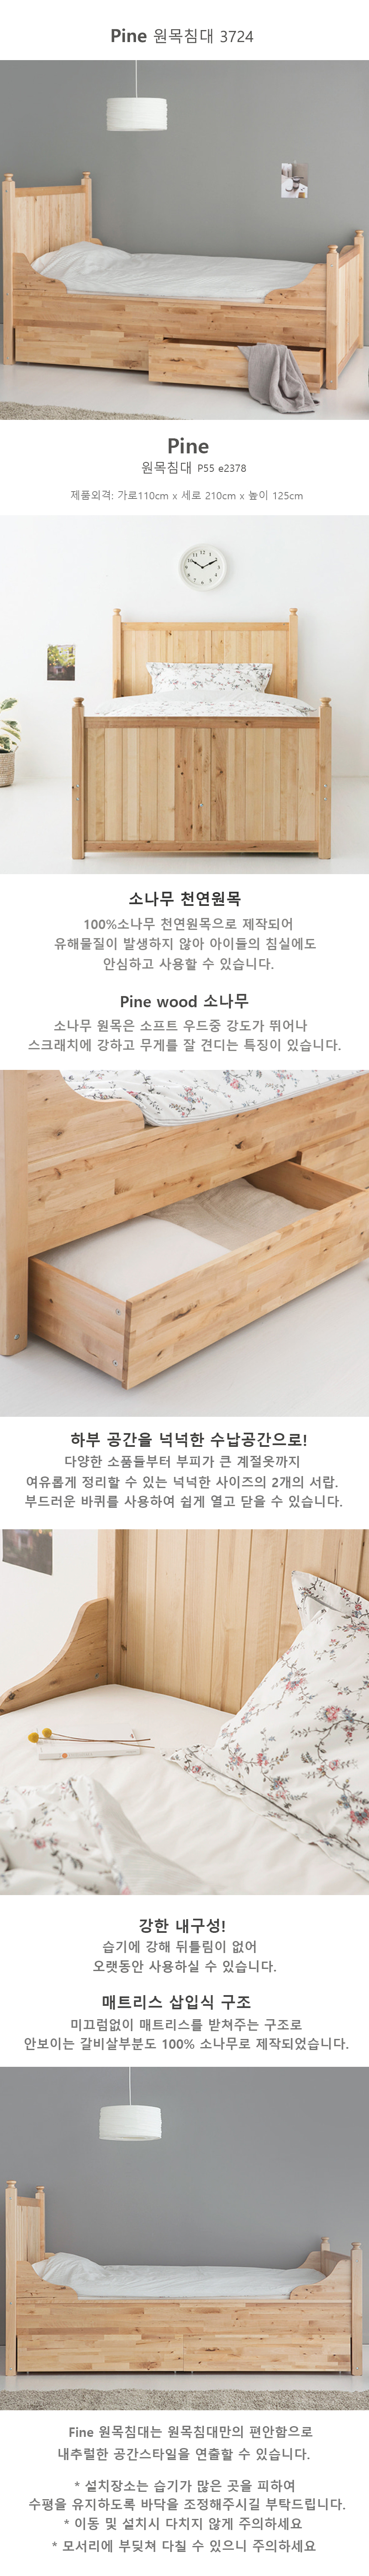 Pine 원목침대 3724
Pine
원목침대 P55 e2378
제품외격: 가로110cm x 세로 210cm x 높이 125cm
소나무 천연원목
100%소나무 천연원목으로 제작되어
유해물질이 발생하지 않아 아이들의 침실에도
안심하고 사용할 수 있습니다.
Pine wood 소나무
소나무 원목은 소프트 우드중 강도가 뛰어나
스크래치에 강하고 무게를 잘 견디는 특징이 있습니다.
하부 공간을 넉넉한 수납공간으로!
다양한 소품들부터 부피가 큰 계절옷까지
여유롭게 정리할 수 있는 넉넉한 사이즈의 2개의 서랍.
부드러운 바퀴를 사용하여 쉽게 열고 닫을 수 있습니다.
강한 내구성!
습기에 강해 뒤틀림이 없어
오랫동안 사용하실 수 있습니다.
매트리스 삽입식 구조
미끄럼없이 매트리스를 받쳐주는 구조로
안보이는 갈비살부분도 100% 소나무로 제작되었습니다.
Fine 원목침대는 원목침대만의 편안함으로
내추럴한 공간스타일을 연출할 수 있습니다.
* 설치장소는 습기가 많은 곳을 피하여
수평을 유지하도록 바닥을 조정해주시길 부탁드립니다.
* 이동 및 설치시 다치지 않게 주의하세요
* 모서리에 부딪쳐 다칠 수 있으니 주의하세요